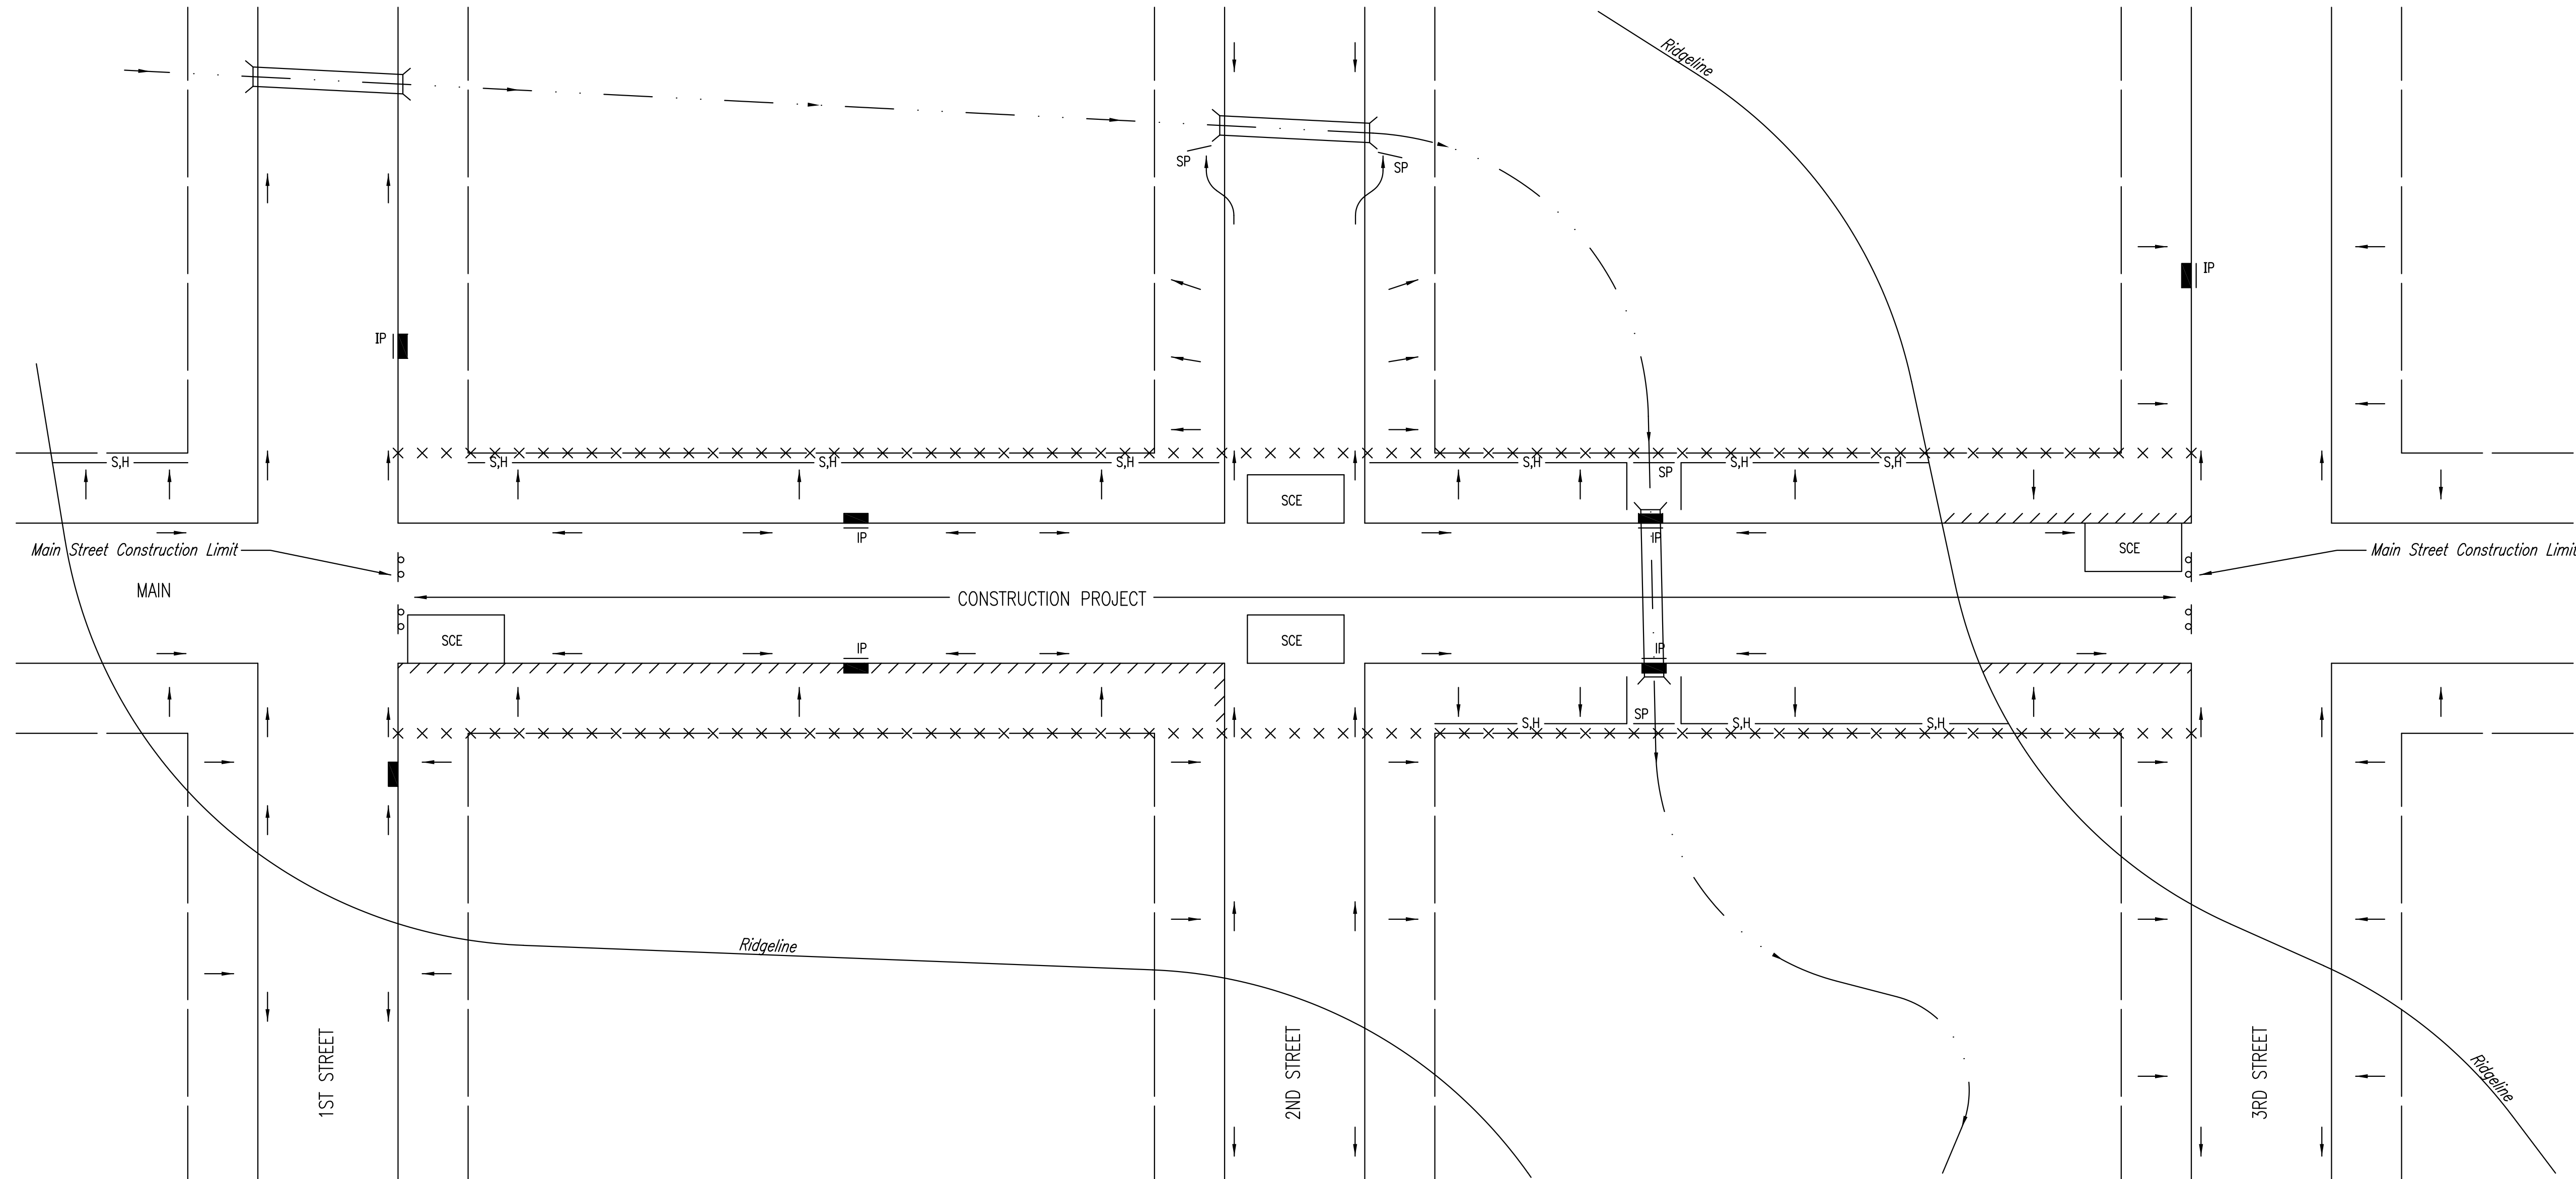 Ridgeline
SP
SP
IP
IP
S,H
S,H
S,H
S,H
S,H
SP
S,H
S,H
SCE
SCE
IP
IP
Main Street Construction Limit
Main Street Construction Limit
MAIN
CONSTRUCTION PROJECT
SCE
SCE
IP
IP
S,H
SP
S,H
S,H
Ridgeline
1ST STREET
2ND STREET
3RD STREET
Ridgeline